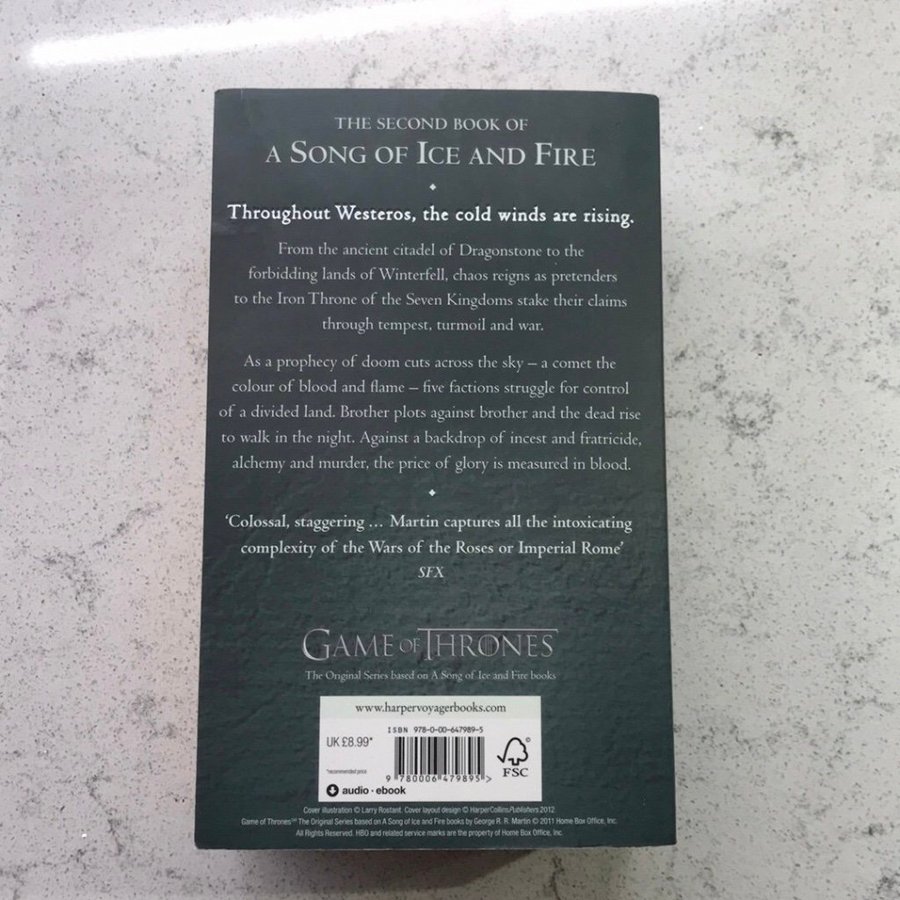 THE SECOND BOOK OF
A SONG OF ICE AND FIRE
Throughout Westeros, the cold winds are rising.
From the ancient citadel of Dragonstone to the
forbidding lands of Winterfell, chaos reigns as pretenders
to the Iron Throne of the Seven Kingdoms stake their claims
through tempest, turmoil and war.
As a prophecy of doom cuts across the sky – a comet the
colour of blood and flame – five factions struggle for control
of a divided land. Brother plots against brother and the dead rise
to walk in the night. Against a backdrop of incest and fratricide,
alchemy and murder, the price of glory is measured in blood.
‘Colossal, staggering … Martin captures all the intoxicating
complexity of the Wars of the Roses or Imperial Rome’
SFX
GAME OF THRONES
The Original Series based on A Song of Ice and Fire books
www.harpervoyagerbooks.com
ISBN 978-0-00-647989-5
UK £8.99*
*recommended price
9 780006 479895 >
FSC
audio · ebook
Cover illustration © Larry Rostant. Cover layout design © HarperCollinsPublishers 2012
Game of Thrones℠ The Original Series based on A Song of Ice and Fire books by George R. R. Martin © 2011 Home Box Office, Inc.
All Rights Reserved. HBO and related service marks are the property of Home Box Office, Inc.